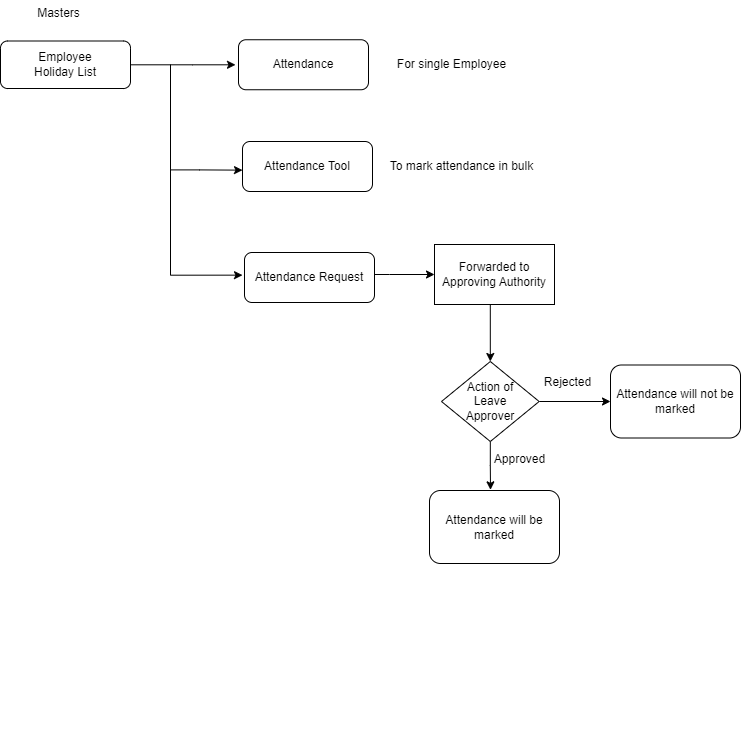 Masters
Employee
Holiday List
Attendance
For single Employee
Attendance Tool
To mark attendance in bulk
Attendance Request
Forwarded to
Approving Authority
Action of
Leave
Approver
Rejected
Attendance will not be
marked
Approved
Attendance will be
marked